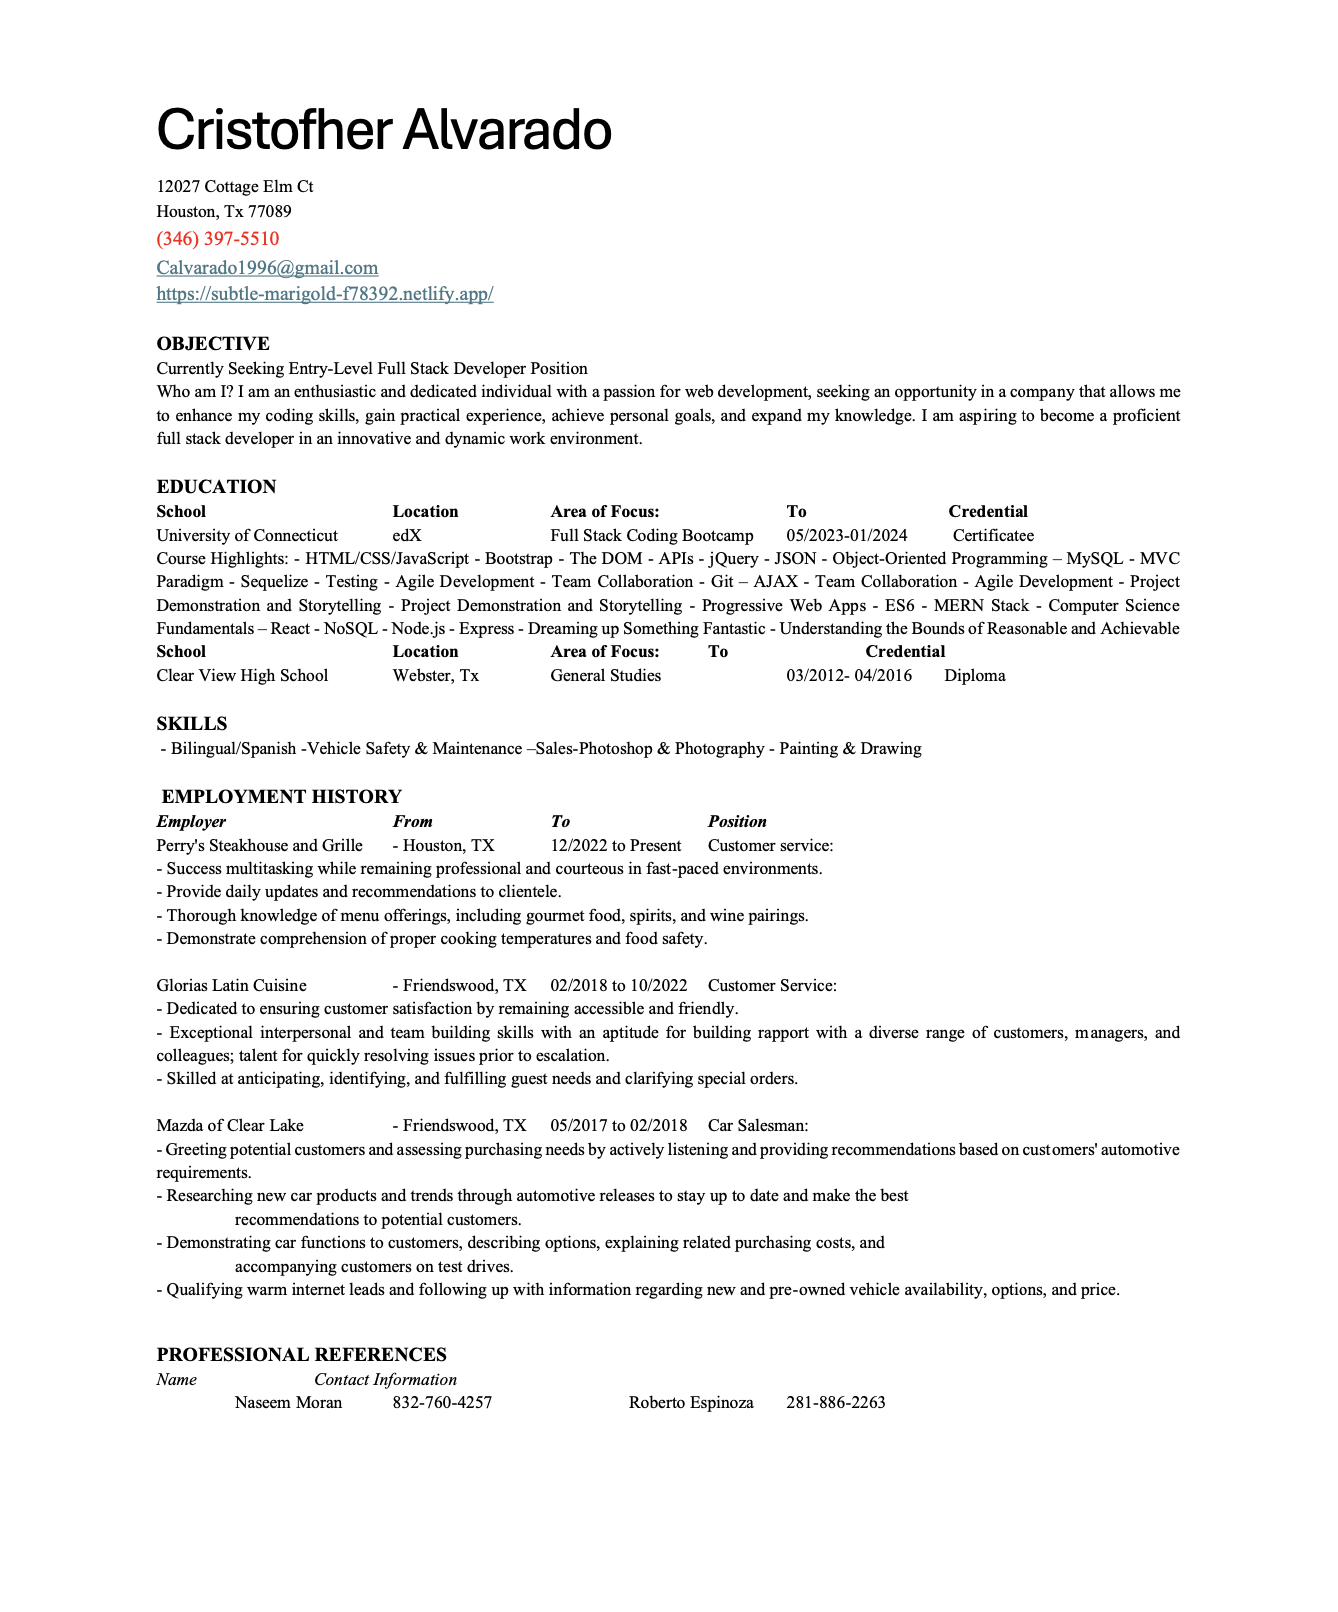 Cristofher Alvarado
12027 Cottage Elm Ct
Houston, Tx 77089
(346) 397-5510
Calvarado1996@gmail.com
https://subtle-marigold-f78392.netlify.app/
OBJECTIVE
Currently Seeking Entry-Level Full Stack Developer Position
Who am I? I am an enthusiastic and dedicated individual with a passion for web development, seeking an opportunity in a company that allows me
to enhance my coding skills, gain practical experience, achieve personal goals, and expand my knowledge. I am aspiring to become a proficient
full stack developer in an innovative and dynamic work environment.
EDUCATION
School Location Area of Focus: To Credential
University of Connecticut edX Full Stack Coding Bootcamp 05/2023-01/2024 Certificatee
Course Highlights: - HTML/CSS/JavaScript - Bootstrap - The DOM - APIs - jQuery - JSON - Object-Oriented Programming – MySQL - MVC
Paradigm - Sequelize - Testing - Agile Development - Team Collaboration - Git – AJAX - Team Collaboration - Agile Development - Project
Demonstration and Storytelling - Project Demonstration and Storytelling - Progressive Web Apps - ES6 - MERN Stack - Computer Science
Fundamentals – React - NoSQL - Node.js - Express - Dreaming up Something Fantastic - Understanding the Bounds of Reasonable and Achievable
School Location Area of Focus: To Credential
Clear View High School Webster, Tx General Studies 03/2012- 04/2016 Diploma
SKILLS
- Bilingual/Spanish -Vehicle Safety & Maintenance –Sales-Photoshop & Photography - Painting & Drawing
EMPLOYMENT HISTORY
Employer From To Position
Perry's Steakhouse and Grille - Houston, TX 12/2022 to Present Customer service:
- Success multitasking while remaining professional and courteous in fast-paced environments.
- Provide daily updates and recommendations to clientele.
- Thorough knowledge of menu offerings, including gourmet food, spirits, and wine pairings.
- Demonstrate comprehension of proper cooking temperatures and food safety.
Glorias Latin Cuisine - Friendswood, TX 02/2018 to 10/2022 Customer Service:
- Dedicated to ensuring customer satisfaction by remaining accessible and friendly.
- Exceptional interpersonal and team building skills with an aptitude for building rapport with a diverse range of customers, managers, and
colleagues; talent for quickly resolving issues prior to escalation.
- Skilled at anticipating, identifying, and fulfilling guest needs and clarifying special orders.
Mazda of Clear Lake - Friendswood, TX 05/2017 to 02/2018 Car Salesman:
- Greeting potential customers and assessing purchasing needs by actively listening and providing recommendations based on customers' automotive
requirements.
- Researching new car products and trends through automotive releases to stay up to date and make the best
recommendations to potential customers.
- Demonstrating car functions to customers, describing options, explaining related purchasing costs, and
accompanying customers on test drives.
- Qualifying warm internet leads and following up with information regarding new and pre-owned vehicle availability, options, and price.
PROFESSIONAL REFERENCES
Name Contact Information
Naseem Moran 832-760-4257 Roberto Espinoza 281-886-2263